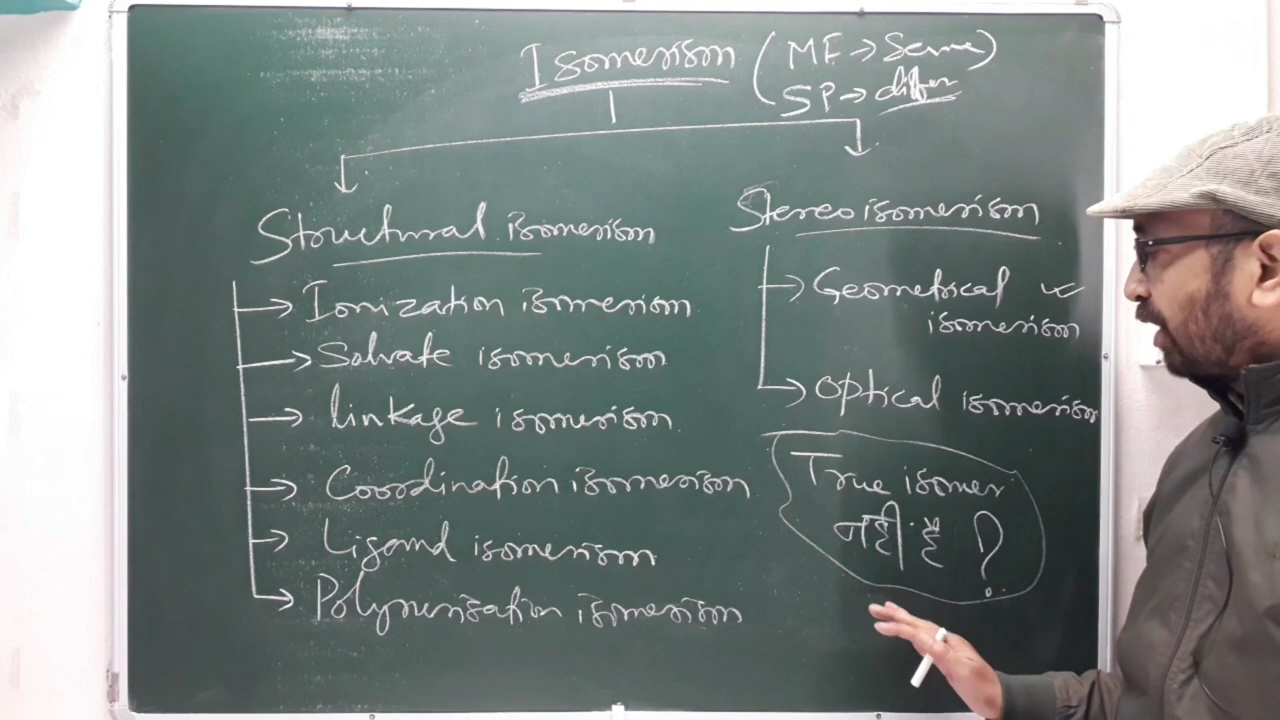 Isomerism (MF → Same)
SP → differ
Structural isomerism
→ Ionization isomerism
→ Solvate isomerism
→ linkage isomerism
→ Coordination isomerism
→ Ligand isomerism
→ Polymerisation isomerism
Stereoisomerism
→ Geometrical
isomerism
→ Optical isomerism
True isomer
नहीं है ?